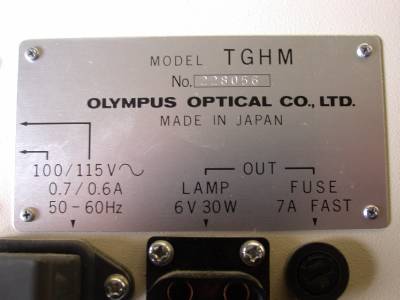 MODEL TGHM
No. 228056
OLYMPUS OPTICAL CO., LTD.
MADE IN JAPAN
OUT
100/115V~ LAMP FUSE
0.7/0.6A 6V 30W 7A FAST
50-60Hz